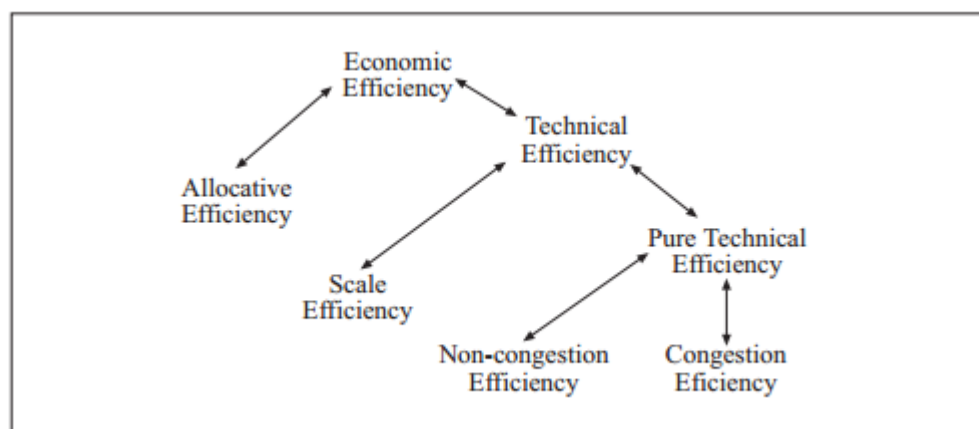 Economic
Efficiency
Technical
Efficiency
Allocative
Efficiency
Pure Technical
Efficiency
Scale
Efficiency
Non-congestion
Efficiency
Congestion
Eficiency